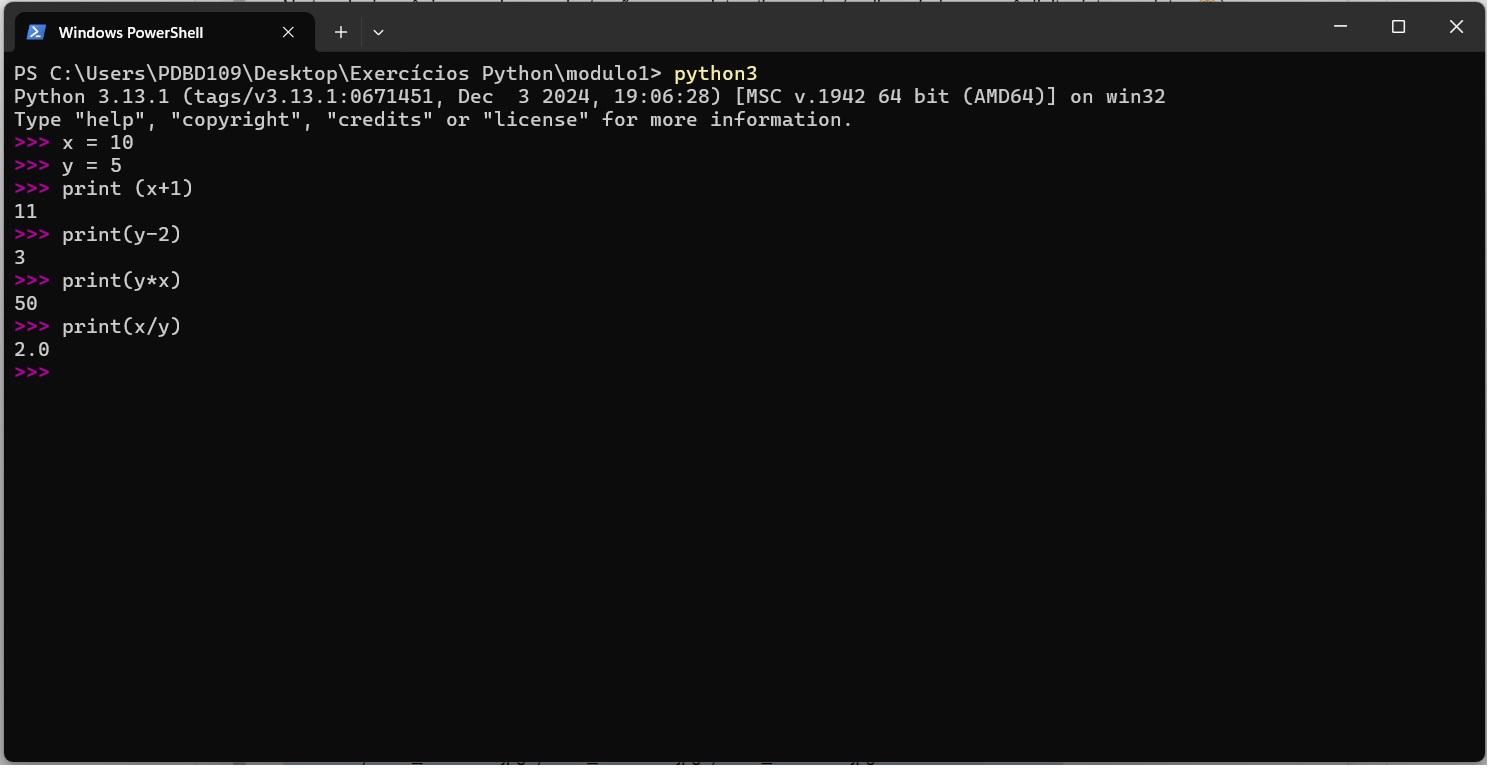 Windows PowerShell
PS C:\Users\PDBD109\Desktop\Exercícios Python\modulo1> python3
Python 3.13.1 (tags/v3.13.1:0671451, Dec  3 2024, 19:06:28) [MSC v.1942 64 bit (AMD64)] on win32
Type "help", "copyright", "credits" or "license" for more information.
>>> x = 10
>>> y = 5
>>> print (x+1)
11
>>> print(y-2)
3
>>> print(y*x)
50
>>> print(x/y)
2.0
>>>